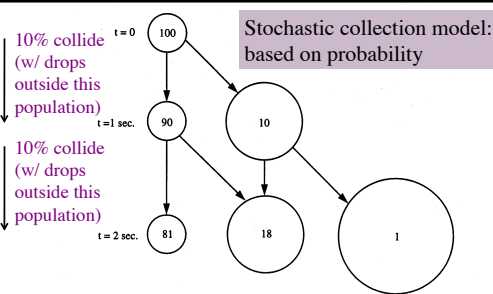 Stochastic collection model:
based on probability
10% collide
(w/ drops
outside this
population)
t = 0
100
t =1 sec.
90
10
10% collide
(w/ drops
outside this
population)
t = 2 sec.
81
18
1